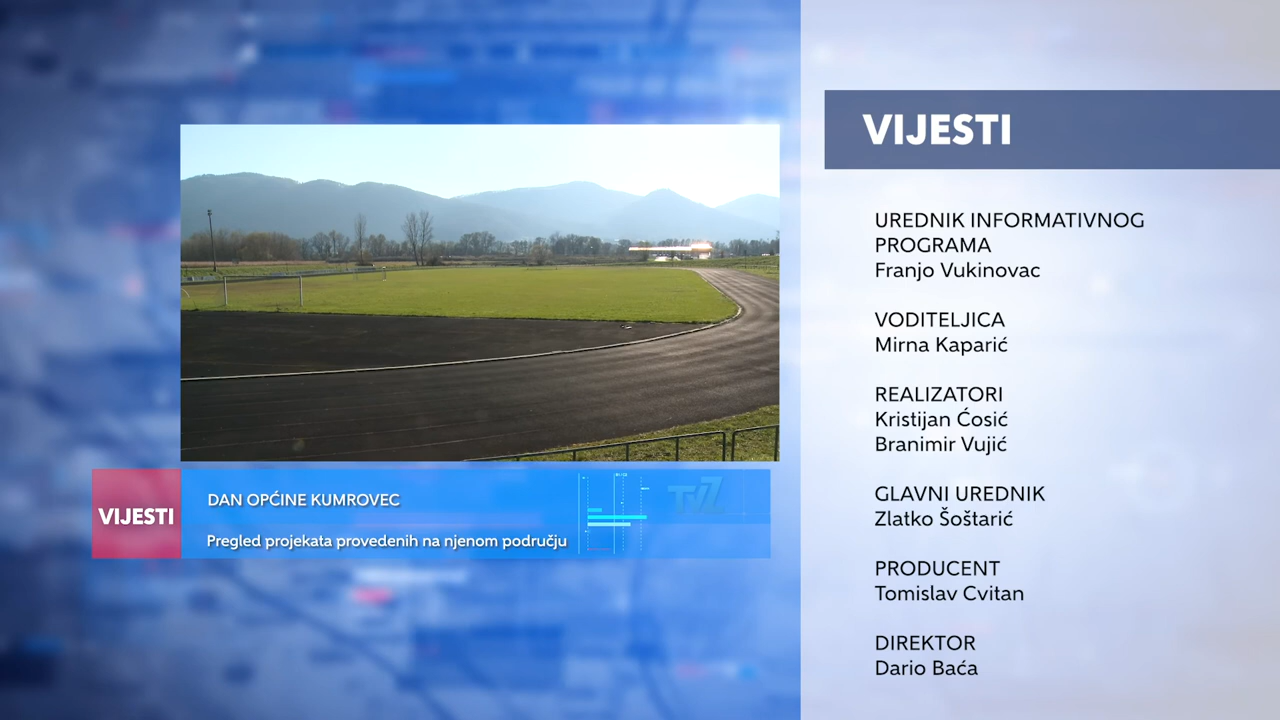 VIJESTI
UREDNIK INFORMATIVNOG
PROGRAMA
Franjo Vukinovac
VODITELJICA
Mirna Kaparić
REALIZATORI
Kristijan Ćosić
Branimir Vujić
GLAVNI UREDNIK
Zlatko Šoštarić
PRODUCENT
Tomislav Cvitan
DIREKTOR
Dario Baća
VIJESTI
DAN OPĆINE KUMROVEC
Pregled projekata provedenih na njenom području